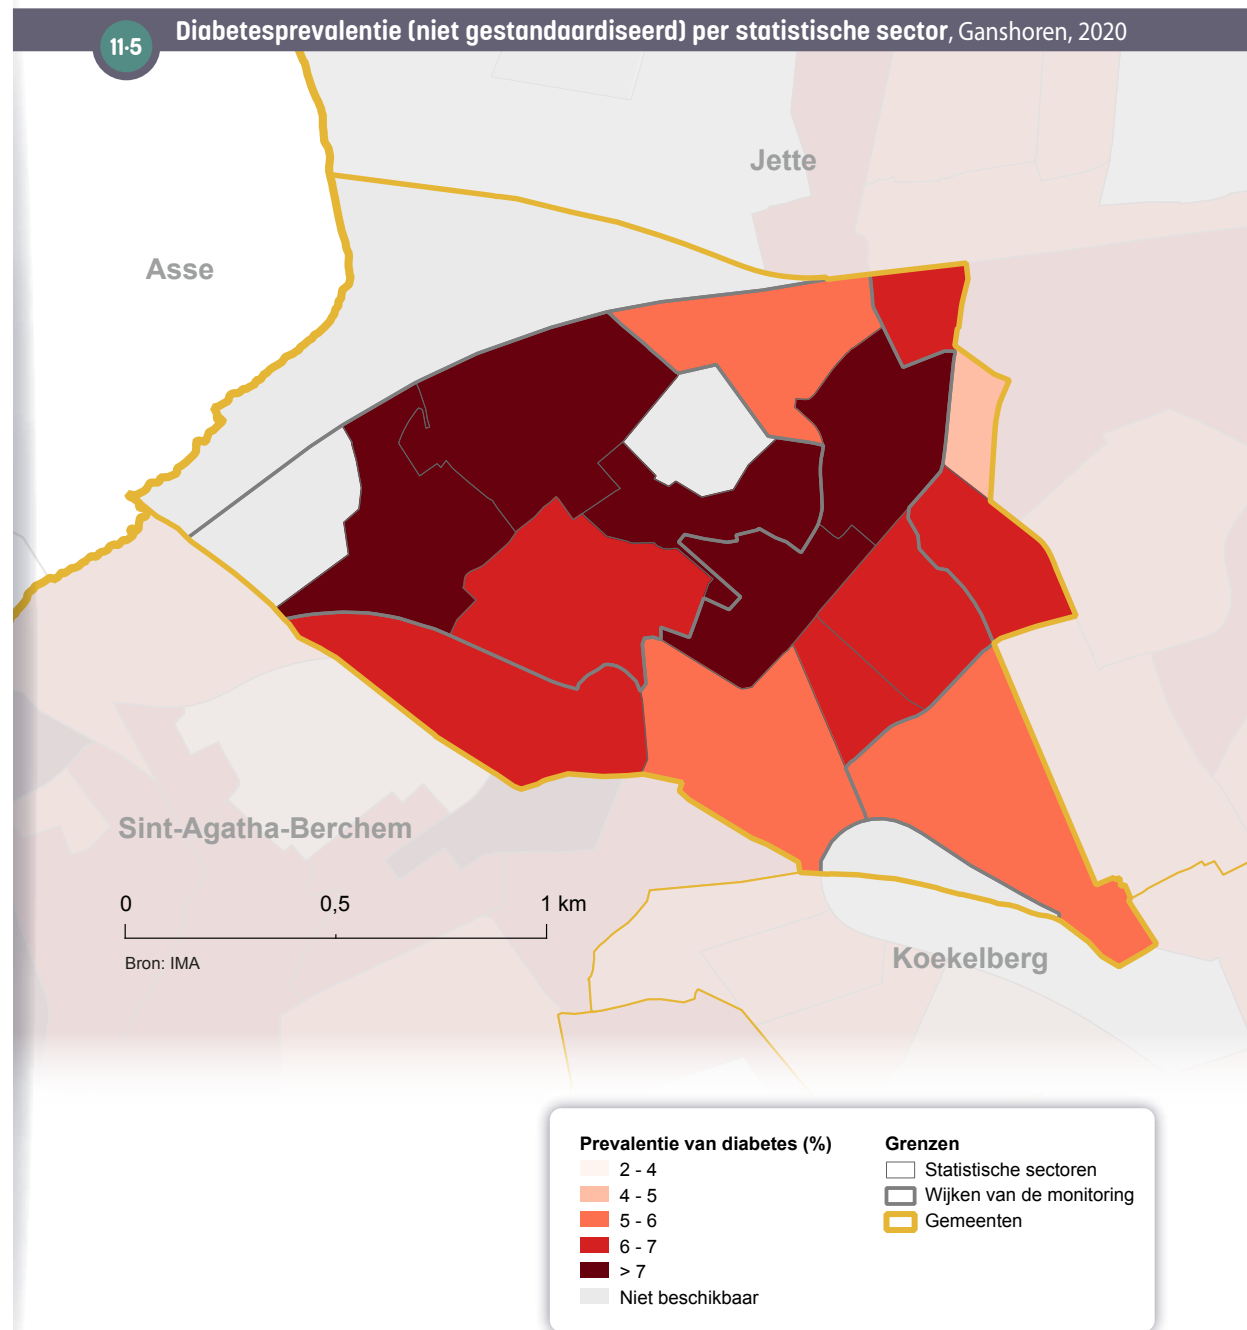 11-5
Diabetesprevalentie (niet gestandaardiseerd) per statistische sector, Ganshoren, 2020
Jette
Asse
Sint-Agatha-Berchem
0 0,5 1 km
Bron: IMA
Koekelberg
Prevalentie van diabetes (%)
2 - 4
4 - 5
5 - 6
6 - 7
> 7
Niet beschikbaar
Grenzen
Statistische sectoren
Wijken van de monitoring
Gemeenten